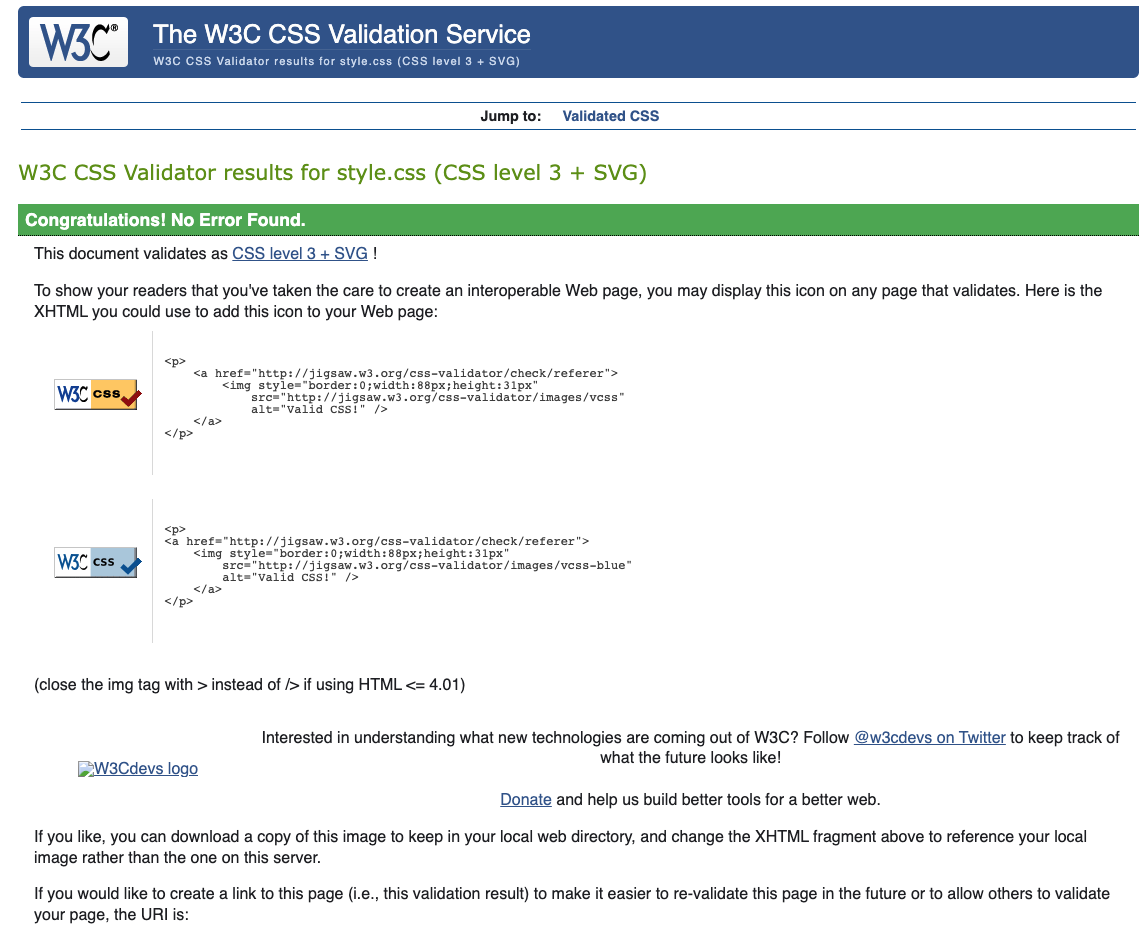 W3C®
The W3C CSS Validation Service
W3C CSS Validator results for style.css (CSS level 3 + SVG)
Jump to: Validated CSS
W3C CSS Validator results for style.css (CSS level 3 + SVG)
Congratulations! No Error Found.
This document validates as CSS level 3 + SVG !
To show your readers that you've taken the care to create an interoperable Web page, you may display this icon on any page that validates. Here is the
XHTML you could use to add this icon to your Web page:
W3C css
<p>
    <a href="http://jigsaw.w3.org/css-validator/check/referer">
        <img style="border:0;width:88px;height:31px"
            src="http://jigsaw.w3.org/css-validator/images/vcss"
            alt="Valid CSS!" />
    </a>
</p>
W3C css
<p>
<a href="http://jigsaw.w3.org/css-validator/check/referer">
    <img style="border:0;width:88px;height:31px"
        src="http://jigsaw.w3.org/css-validator/images/vcss-blue"
        alt="Valid CSS!" />
    </a>
</p>
(close the img tag with > instead of /> if using HTML <= 4.01)
Interested in understanding what new technologies are coming out of W3C? Follow @w3cdevs on Twitter to keep track of
what the future looks like!
W3Cdevs logo
Donate and help us build better tools for a better web.
If you like, you can download a copy of this image to keep in your local web directory, and change the XHTML fragment above to reference your local
image rather than the one on this server.
If you would like to create a link to this page (i.e., this validation result) to make it easier to re-validate this page in the future or to allow others to validate
your page, the URI is: